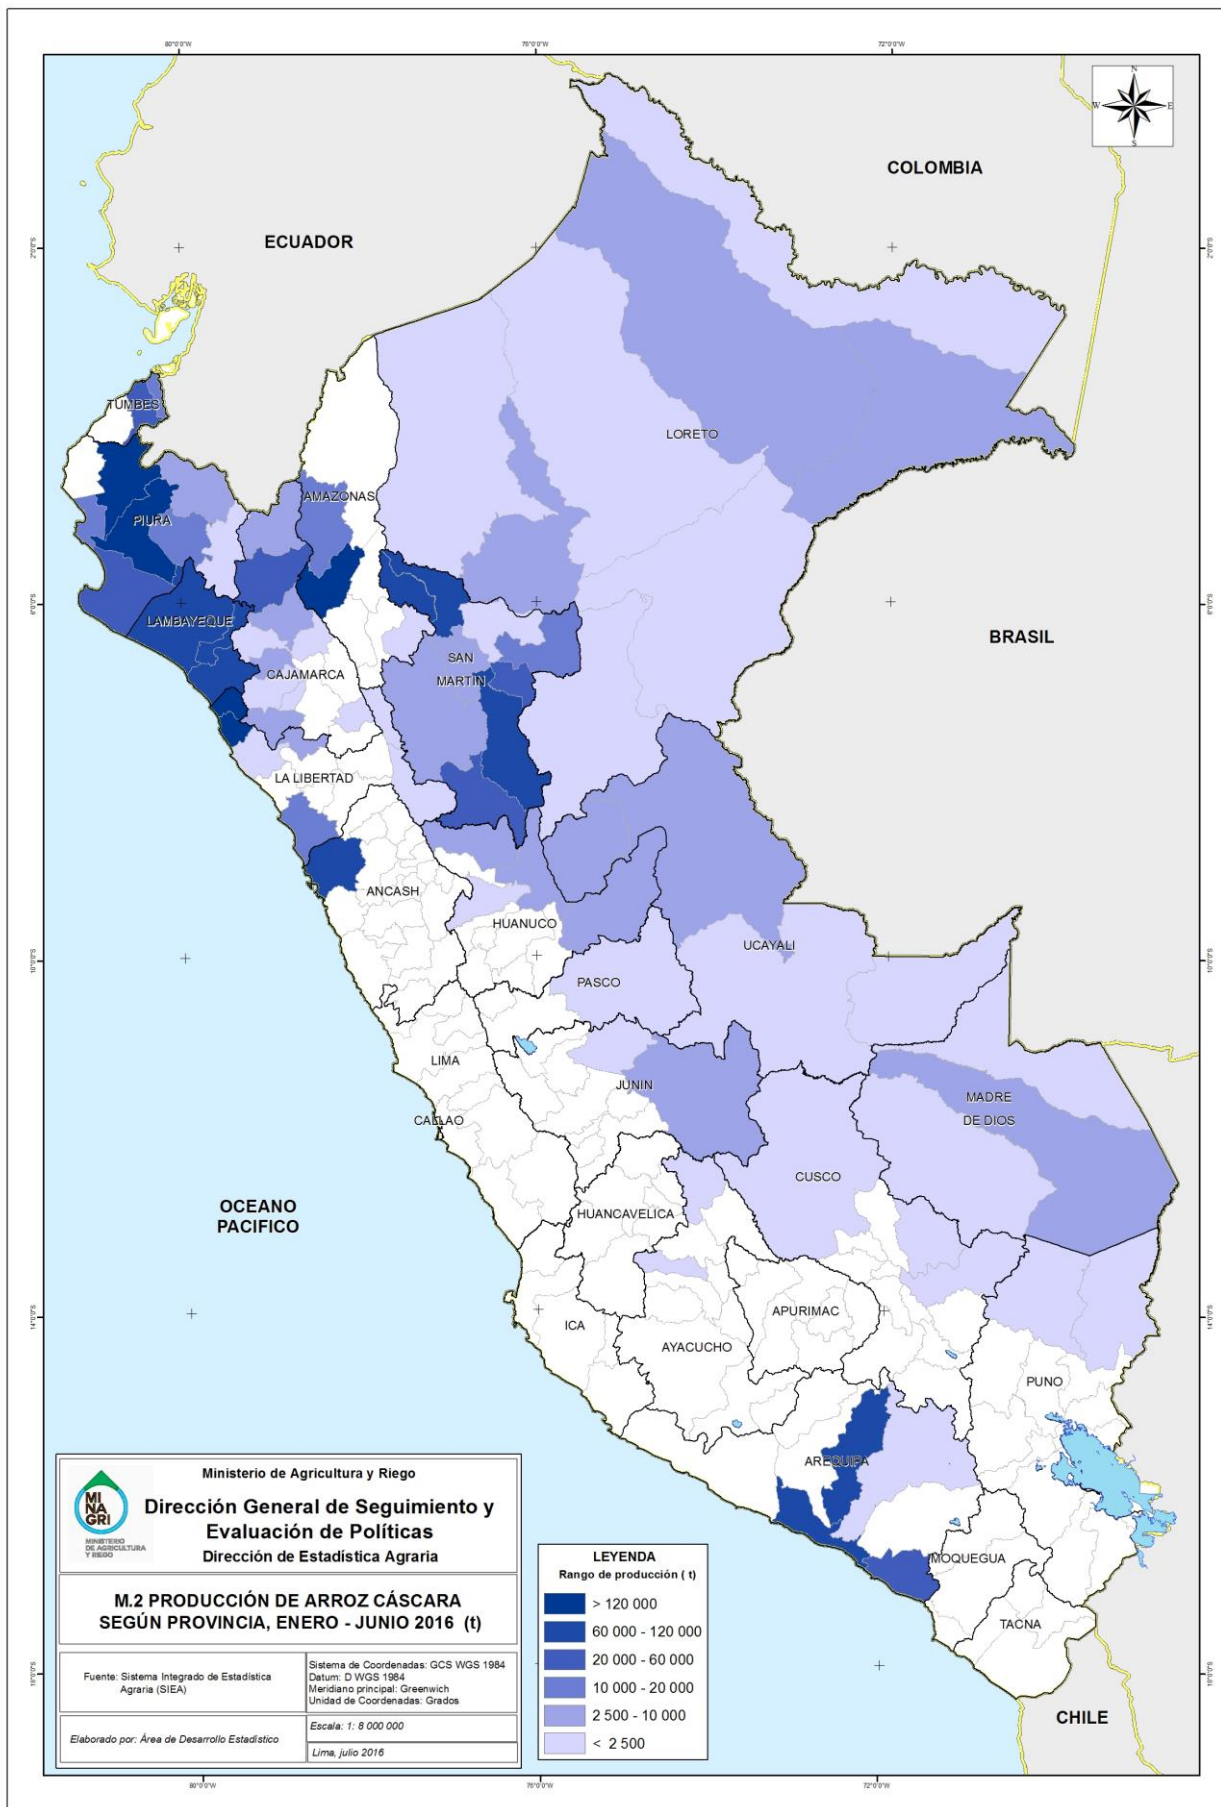 80°0'0"W
76°0'0"W
72°0'0"W
N
W
E
S
COLOMBIA
ECUADOR
2°0'0"S
2°0'0"S
TUMBES
LORETO
AMAZONAS
PIURA
6°0'0"S
6°0'0"S
LAMBAYEQUE
BRASIL
SAN
MARTIN
CAJAMARCA
LA LIBERTAD
ANCASH
HUANUCO
UCAYALI
10°0'0"S
10°0'0"S
PASCO
LIMA
JUNIN
MADRE
DE DIOS
CALLAO
CUSCO
OCEANO
PACIFICO
HUANCAVELICA
14°0'0"S
14°0'0"S
ICA
APURIMAC
AYACUCHO
PUNO
AREQUIPA
MOQUEGUA
TACNA
18°0'0"S
18°0'0"S
CHILE
MI
NA
GRI
MINISTERIO
DE AGRICULTURA
Y RIEGO
Ministerio de Agricultura y Riego
Dirección General de Seguimiento y
Evaluación de Políticas
Dirección de Estadística Agraria
M.2 PRODUCCIÓN DE ARROZ CÁSCARA
SEGÚN PROVINCIA, ENERO - JUNIO 2016 (t)
Fuente: Sistema Integrado de Estadística
Agraria (SIEA)
Sistema de Coordenadas: GCS WGS 1984
Datum: D WGS 1984
Meridiano principal: Greenwich
Unidad de Coordenadas: Grados
Elaborado por: Área de Desarrollo Estadístico
Escala: 1: 8 000 000
Lima, julio 2016
LEYENDA
Rango de producción ( t)
> 120 000
60 000 - 120 000
20 000 - 60 000
10 000 - 20 000
2 500 - 10 000
< 2 500
80°0'0"W
76°0'0"W
72°0'0"W